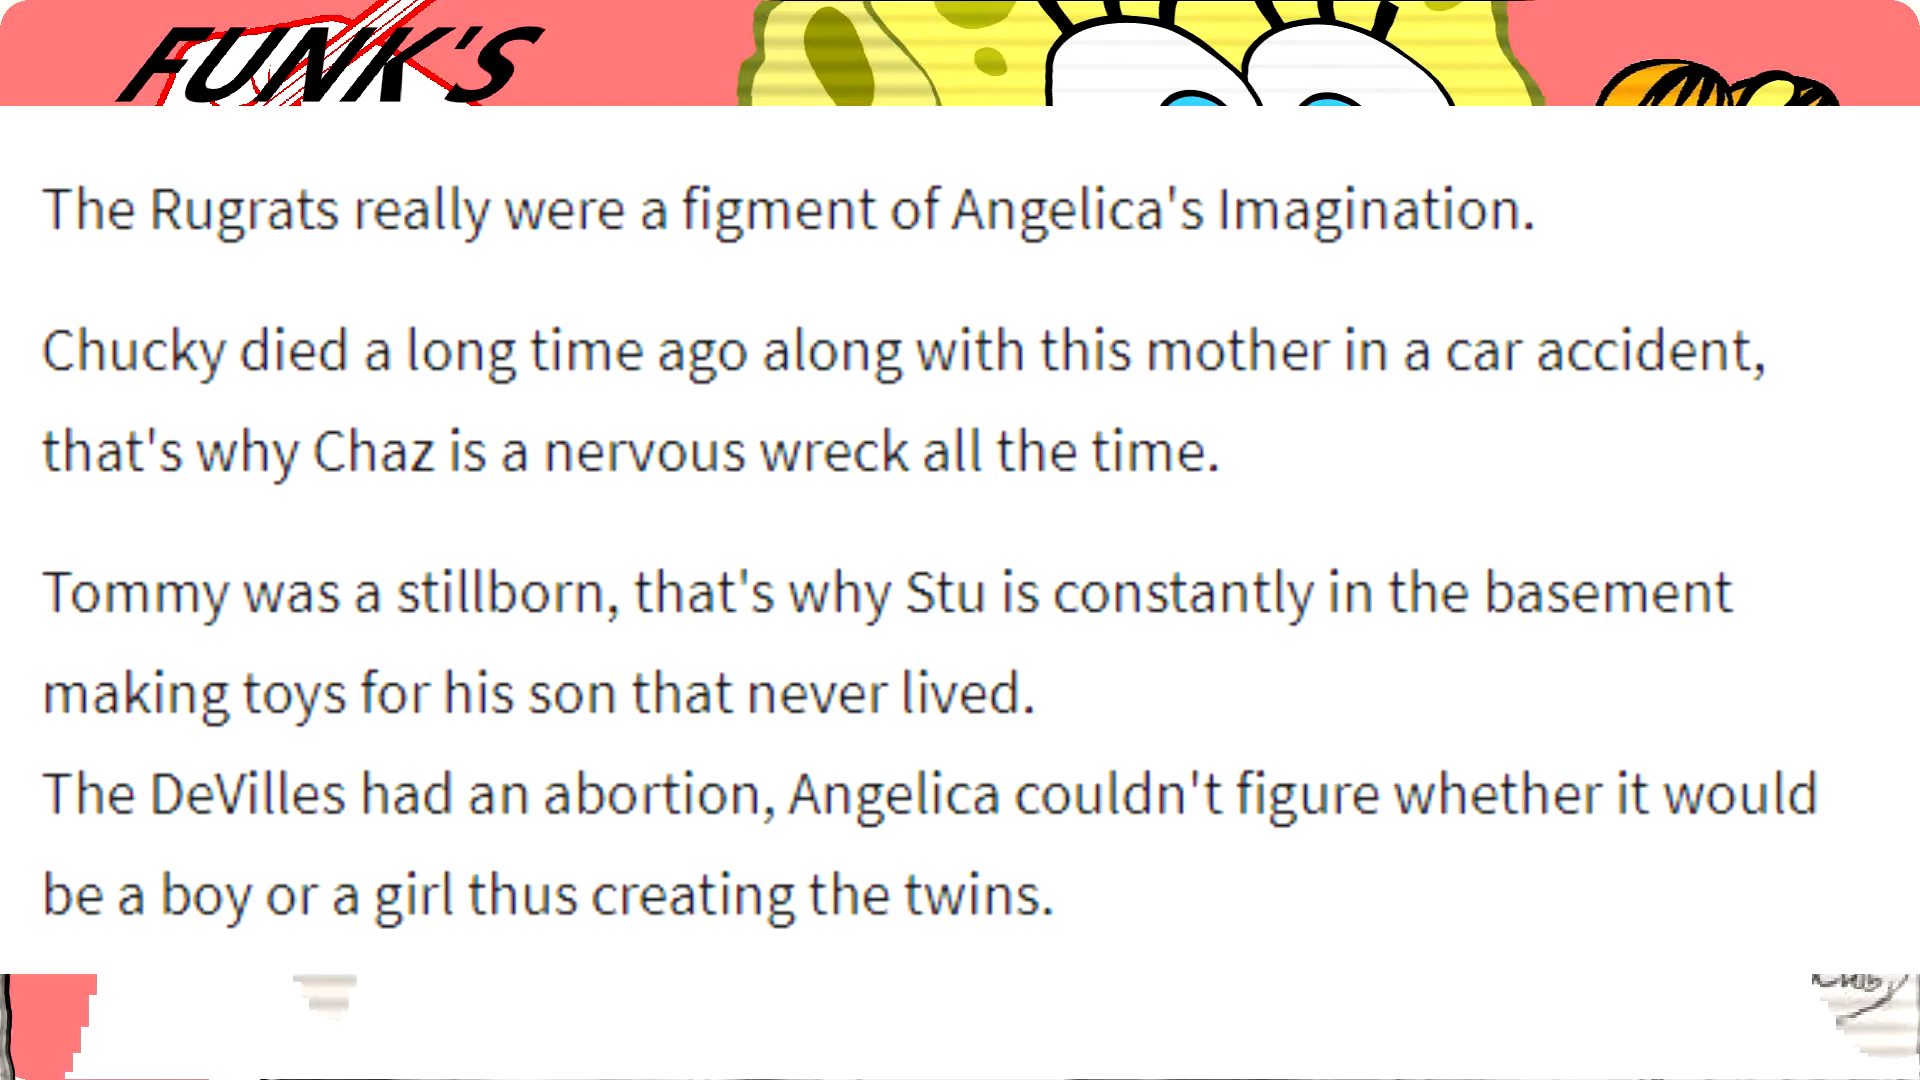 FUNK'S
The Rugrats really were a figment of Angelica's Imagination.
Chucky died a long time ago along with this mother in a car accident,
that's why Chaz is a nervous wreck all the time.
Tommy was a stillborn, that's why Stu is constantly in the basement
making toys for his son that never lived.
The DeVilles had an abortion, Angelica couldn't figure whether it would
be a boy or a girl thus creating the twins.